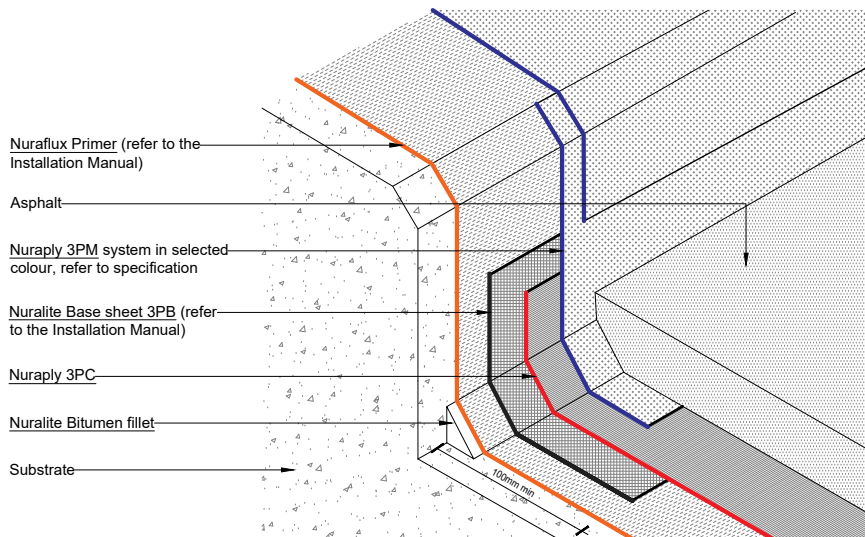 Nuraflux Primer (refer to the
Installation Manual)
Asphalt
Nuraply 3PM system in selected
colour, refer to specification
Nuralite Base sheet 3PB (refer
to the Installation Manual)
Nuraply 3PC
Nuralite Bitumen fillet
Substrate
100mm min